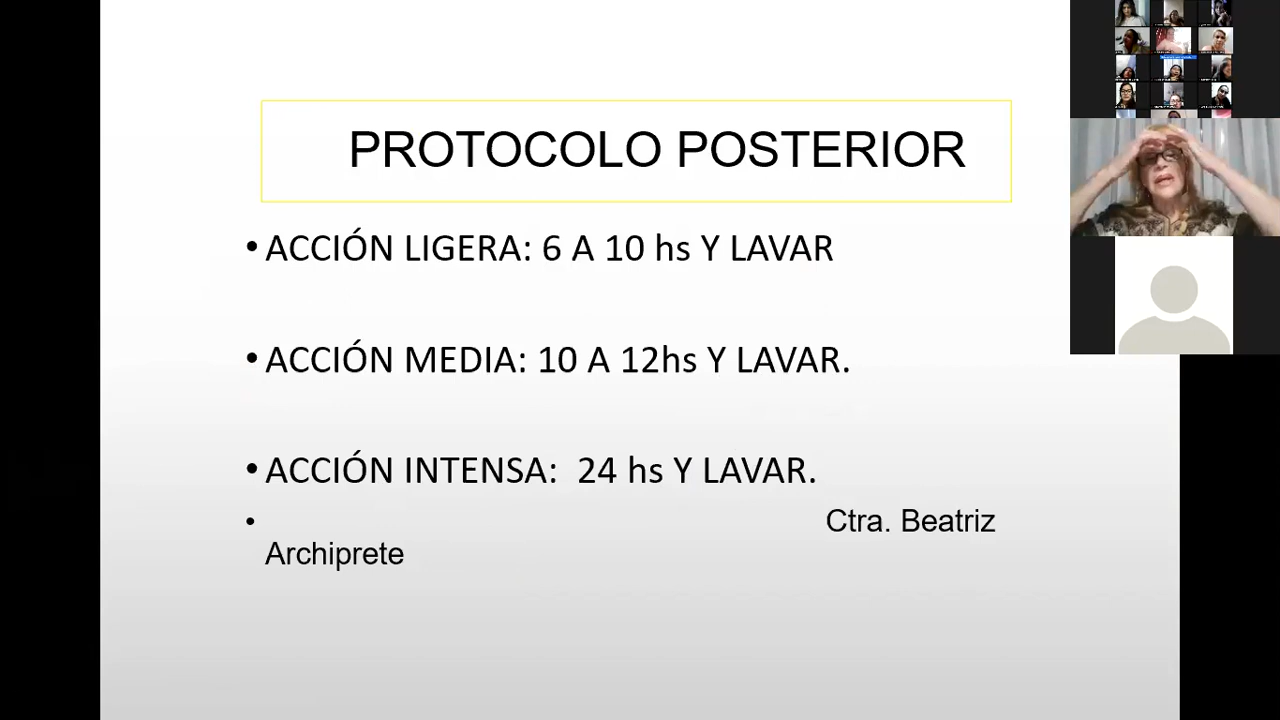 PROTOCOLO POSTERIOR
• ACCIÓN LIGERA: 6 A 10 hs Y LAVAR
• ACCIÓN MEDIA: 10 A 12hs Y LAVAR.
• ACCIÓN INTENSA: 24 hs Y LAVAR.
• Ctra. Beatriz
Archiprete